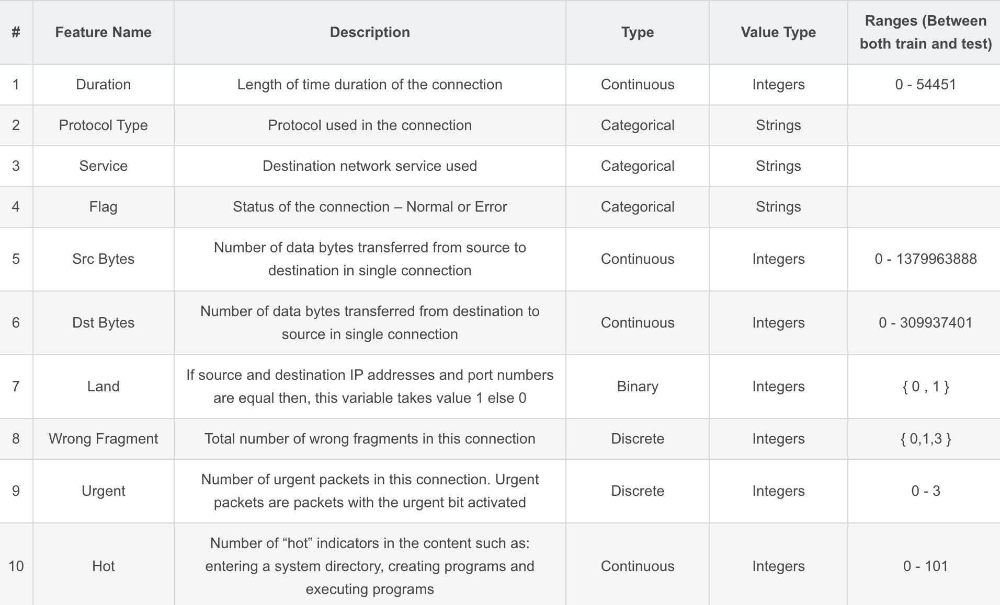 # Feature Name Description Type Value Type Ranges (Between
both train and test)
1 Duration Length of time duration of the connection Continuous Integers 0 - 54451
2 Protocol Type Protocol used in the connection Categorical Strings
3 Service Destination network service used Categorical Strings
4 Flag Status of the connection – Normal or Error Categorical Strings
5 Src Bytes Number of data bytes transferred from source to
destination in single connection Continuous Integers 0 - 1379963888
6 Dst Bytes Number of data bytes transferred from destination to
source in single connection Continuous Integers 0 - 309937401
7 Land If source and destination IP addresses and port numbers
are equal then, this variable takes value 1 else 0 Binary Integers { 0 , 1 }
8 Wrong Fragment Total number of wrong fragments in this connection Discrete Integers { 0,1,3 }
9 Urgent Number of urgent packets in this connection. Urgent
packets are packets with the urgent bit activated Discrete Integers 0 - 3
10 Hot Number of “hot‟ indicators in the content such as:
entering a system directory, creating programs and
executing programs Continuous Integers 0 - 101